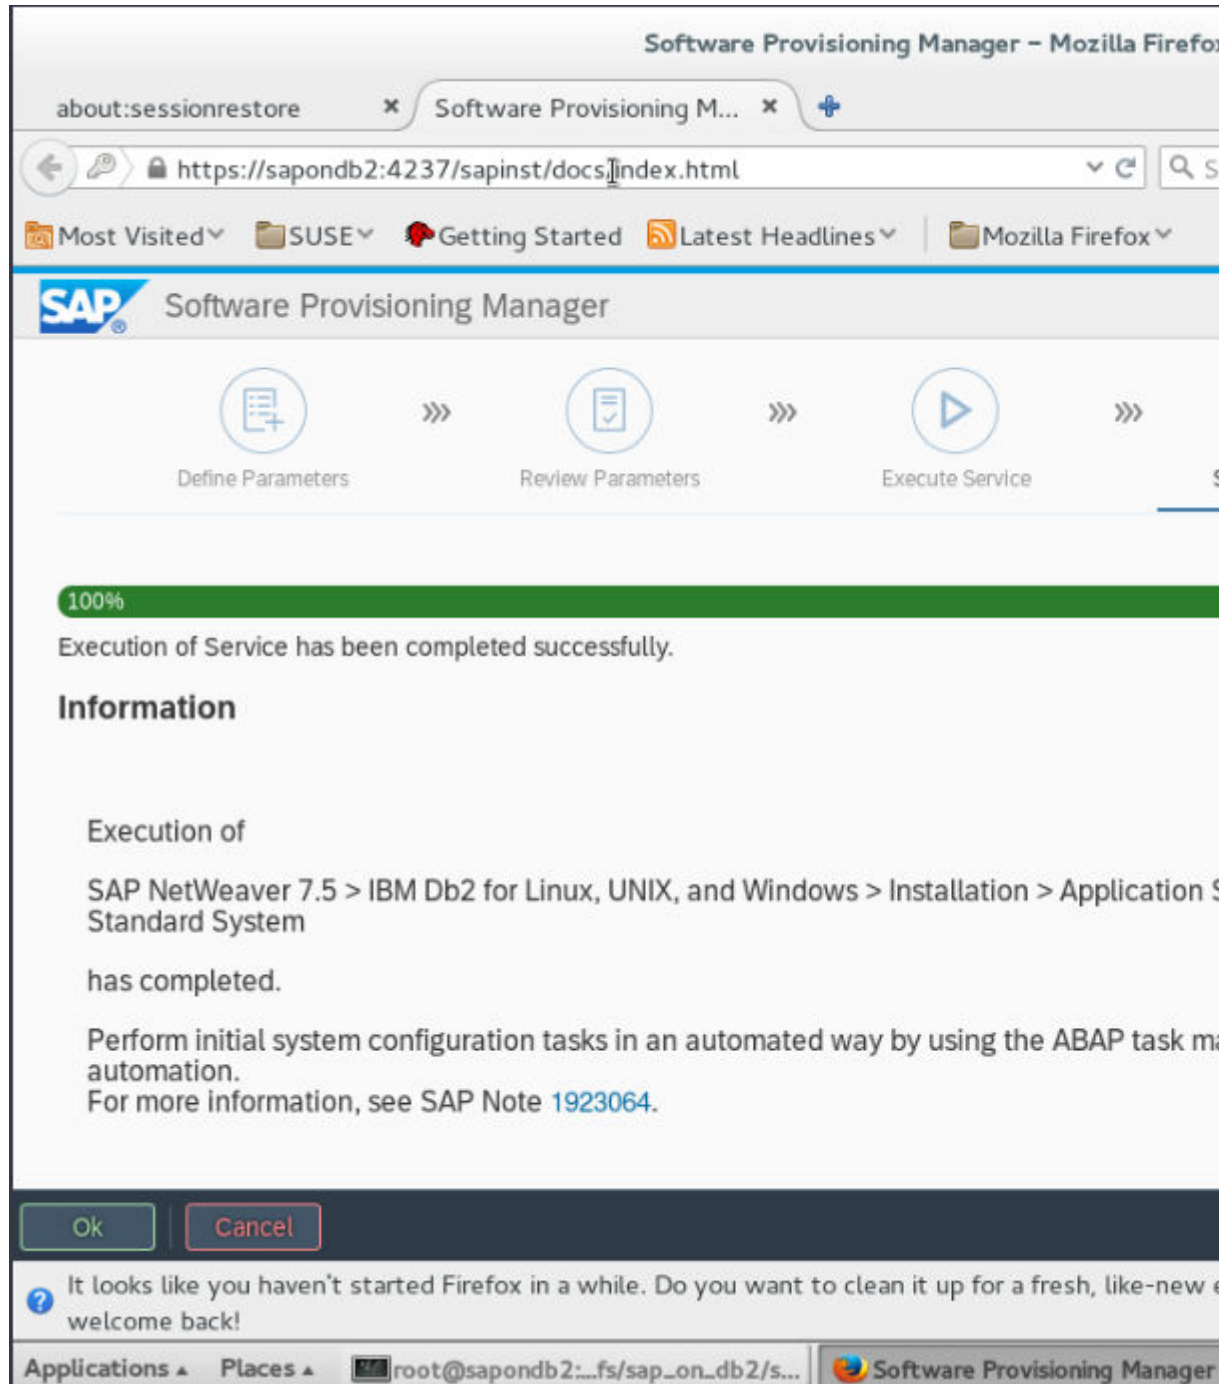 Software Provisioning Manager – Mozilla Firefox
about:sessionrestore
Software Provisioning M...
https://sapondb2:4237/sapinst/docs/index.html
Most Visited
SUSE
Getting Started
Latest Headlines
Mozilla Firefox
SAP®
Software Provisioning Manager
Define Parameters
Review Parameters
Execute Service
100%
Execution of Service has been completed successfully.
Information
Execution of
SAP NetWeaver 7.5 > IBM Db2 for Linux, UNIX, and Windows > Installation > Application
Standard System
has completed.
Perform initial system configuration tasks in an automated way by using the ABAP task
automation.
For more information, see SAP Note 1923064.
Ok
Cancel
It looks like you haven't started Firefox in a while. Do you want to clean it up for a fresh, like-new
welcome back!
Applications
Places
root@sapondb2:...fs/sap_on_db2/s...
Software Provisioning Manager